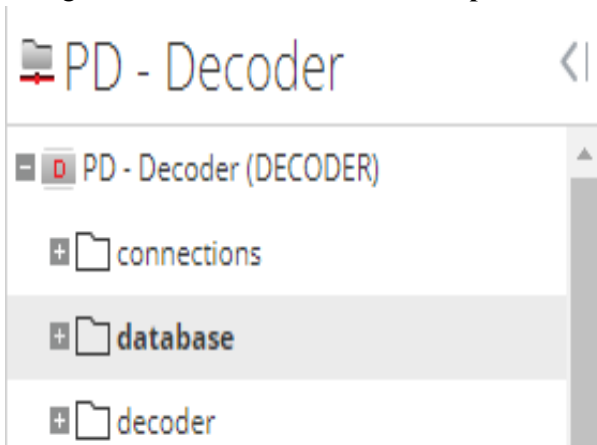 PD - Decoder
D PD - Decoder (DECODER)
connections
database
decoder